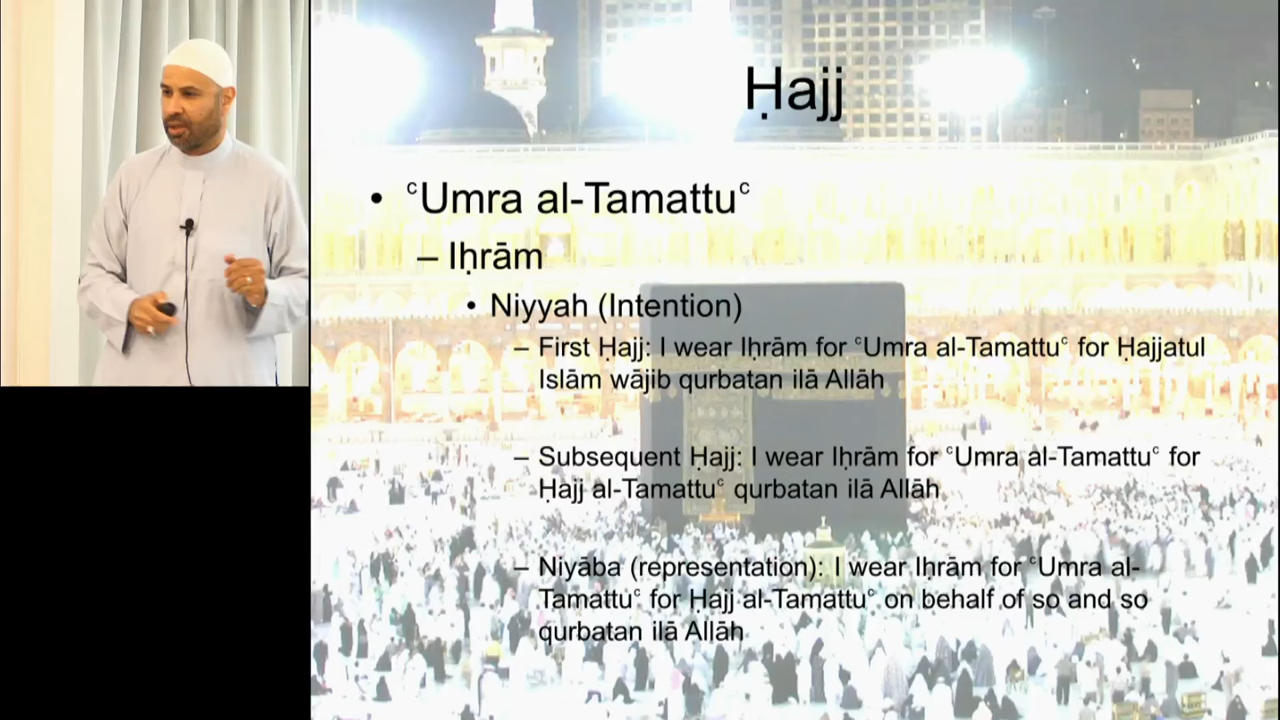 Ḥajj
• ᶜUmra al-Tamattuᶜ
– Iḥrām
• Niyyah (Intention)
– First Ḥajj: I wear Iḥrām for ᶜUmra al-Tamattuᶜ for Ḥajjatul
Islām wājib qurbatan ilā Allāh
– Subsequent Ḥajj: I wear Iḥrām for ᶜUmra al-Tamattuᶜ for
Ḥajj al-Tamattuᶜ qurbatan ilā Allāh
– Niyāba (representation): I wear Iḥrām for ᶜUmra al-
Tamattuᶜ for Ḥajj al-Tamattuᶜ on behalf of so and so
qurbatan ilā Allāh